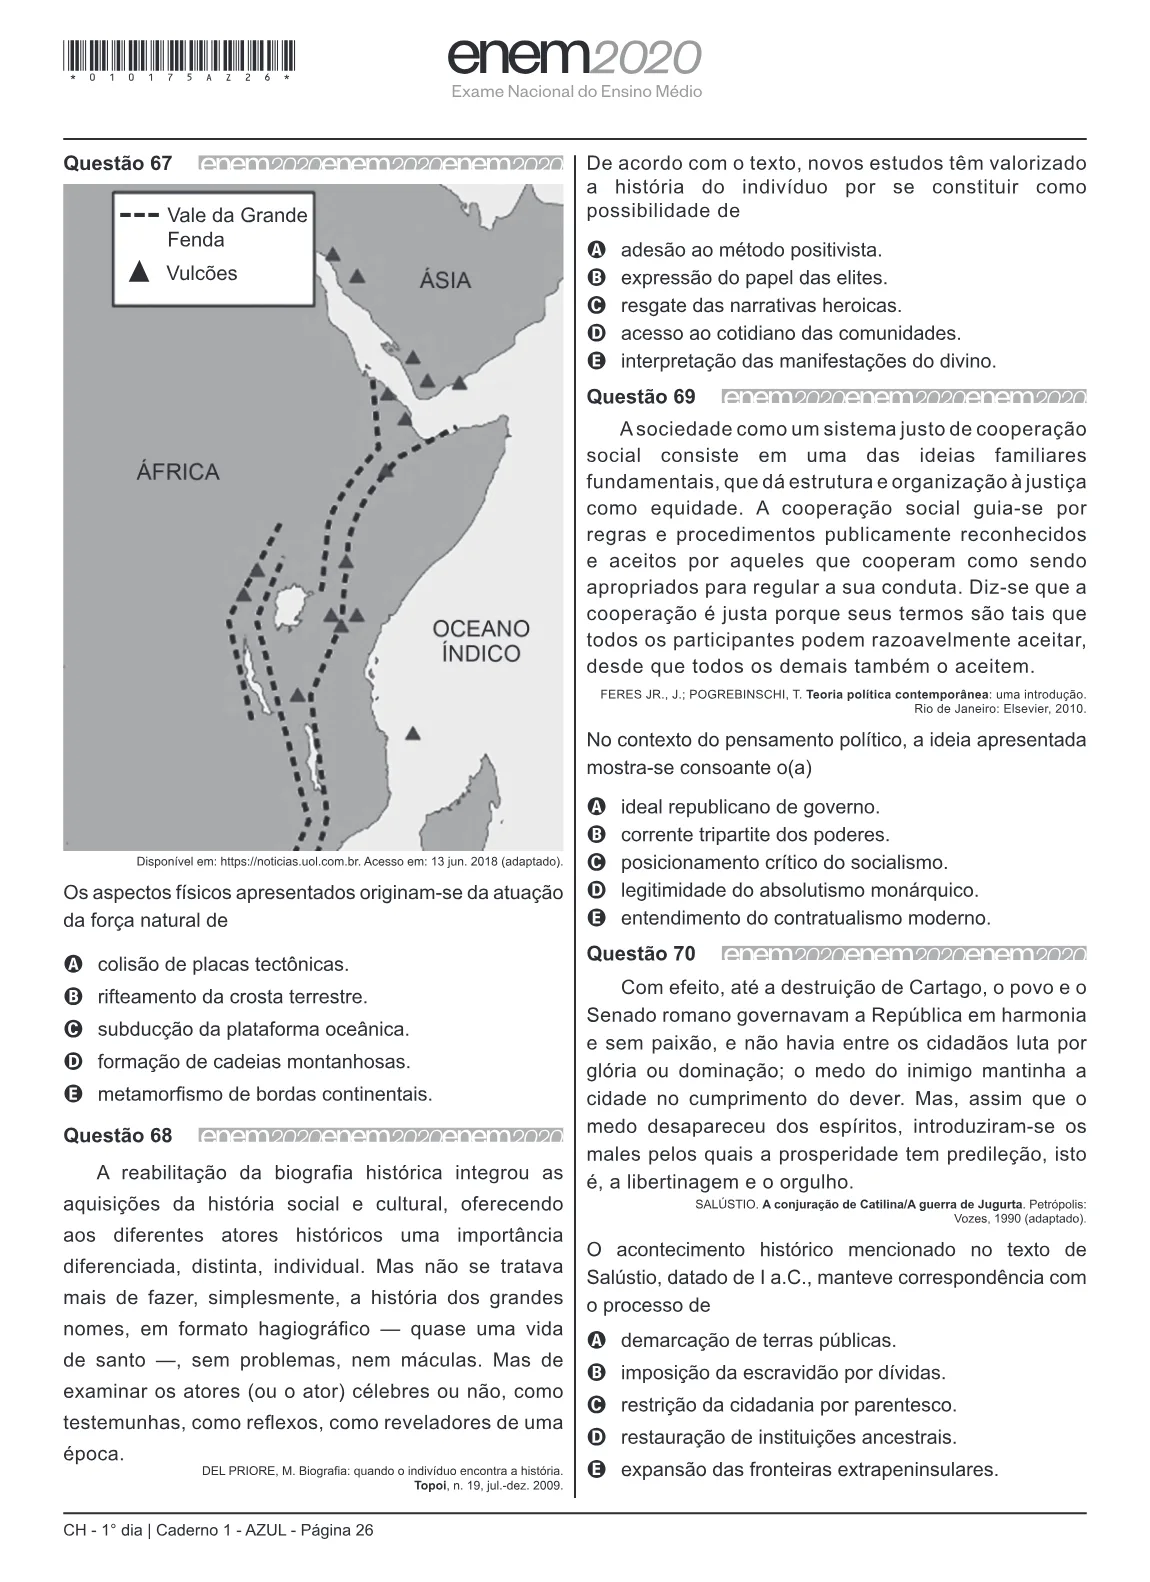 *010175AZ26*
enem2020
Exame Nacional do Ensino Médio
Questão 67 enem2020enem2020enem2020
Vale da Grande
Fenda
Vulcões
ÁSIA
ÁFRICA
OCEANO
ÍNDICO
Disponível em: https://noticias.uol.com.br. Acesso em: 13 jun. 2018 (adaptado).
Os aspectos físicos apresentados originam-se da atuação
da força natural de
A colisão de placas tectônicas.
B rifteamento da crosta terrestre.
C subducção da plataforma oceânica.
D formação de cadeias montanhosas.
E metamorfismo de bordas continentais.
Questão 68 enem2020enem2020enem2020
A reabilitação da biografia histórica integrou as
aquisições da história social e cultural, oferecendo
aos diferentes atores históricos uma importância
diferenciada, distinta, individual. Mas não se tratava
mais de fazer, simplesmente, a história dos grandes
nomes, em formato hagiográfico — quase uma vida
de santo —, sem problemas, nem máculas. Mas de
examinar os atores (ou o ator) célebres ou não, como
testemunhas, como reflexos, como reveladores de uma
época.
DEL PRIORE, M. Biografia: quando o indivíduo encontra a história.
Topoi, n. 19, jul.-dez. 2009.
De acordo com o texto, novos estudos têm valorizado
a história do indivíduo por se constituir como
possibilidade de
A adesão ao método positivista.
B expressão do papel das elites.
C resgate das narrativas heroicas.
D acesso ao cotidiano das comunidades.
E interpretação das manifestações do divino.
Questão 69 enem2020enem2020enem2020
A sociedade como um sistema justo de cooperação
social consiste em uma das ideias familiares
fundamentais, que dá estrutura e organização à justiça
como equidade. A cooperação social guia-se por
regras e procedimentos publicamente reconhecidos
e aceitos por aqueles que cooperam como sendo
apropriados para regular a sua conduta. Diz-se que a
cooperação é justa porque seus termos são tais que
todos os participantes podem razoavelmente aceitar,
desde que todos os demais também o aceitem.
FERES JR., J.; POGREBINSCHI, T. Teoria política contemporânea: uma introdução.
Rio de Janeiro: Elsevier, 2010.
No contexto do pensamento político, a ideia apresentada
mostra-se consoante o(a)
A ideal republicano de governo.
B corrente tripartite dos poderes.
C posicionamento crítico do socialismo.
D legitimidade do absolutismo monárquico.
E entendimento do contratualismo moderno.
Questão 70 enem2020enem2020enem2020
Com efeito, até a destruição de Cartago, o povo e o
Senado romano governavam a República em harmonia
e sem paixão, e não havia entre os cidadãos luta por
glória ou dominação; o medo do inimigo mantinha a
cidade no cumprimento do dever. Mas, assim que o
medo desapareceu dos espíritos, introduziram-se os
males pelos quais a prosperidade tem predileção, isto
é, a libertinagem e o orgulho.
SALÚSTIO. A conjuração de Catilina/A guerra de Jugurta. Petrópolis:
Vozes, 1990 (adaptado).
O acontecimento histórico mencionado no texto de
Salústio, datado de I a.C., manteve correspondência com
o processo de
A demarcação de terras públicas.
B imposição da escravidão por dívidas.
C restrição da cidadania por parentesco.
D restauração de instituições ancestrais.
E expansão das fronteiras extrapeninsulares.
CH - 1° dia | Caderno 1 - AZUL - Página 26